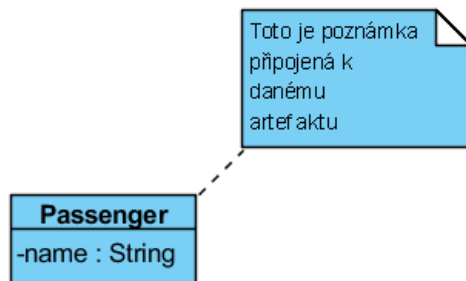 Toto je poznámka
připojená k
danému
artefaktu
Passenger
-name : String